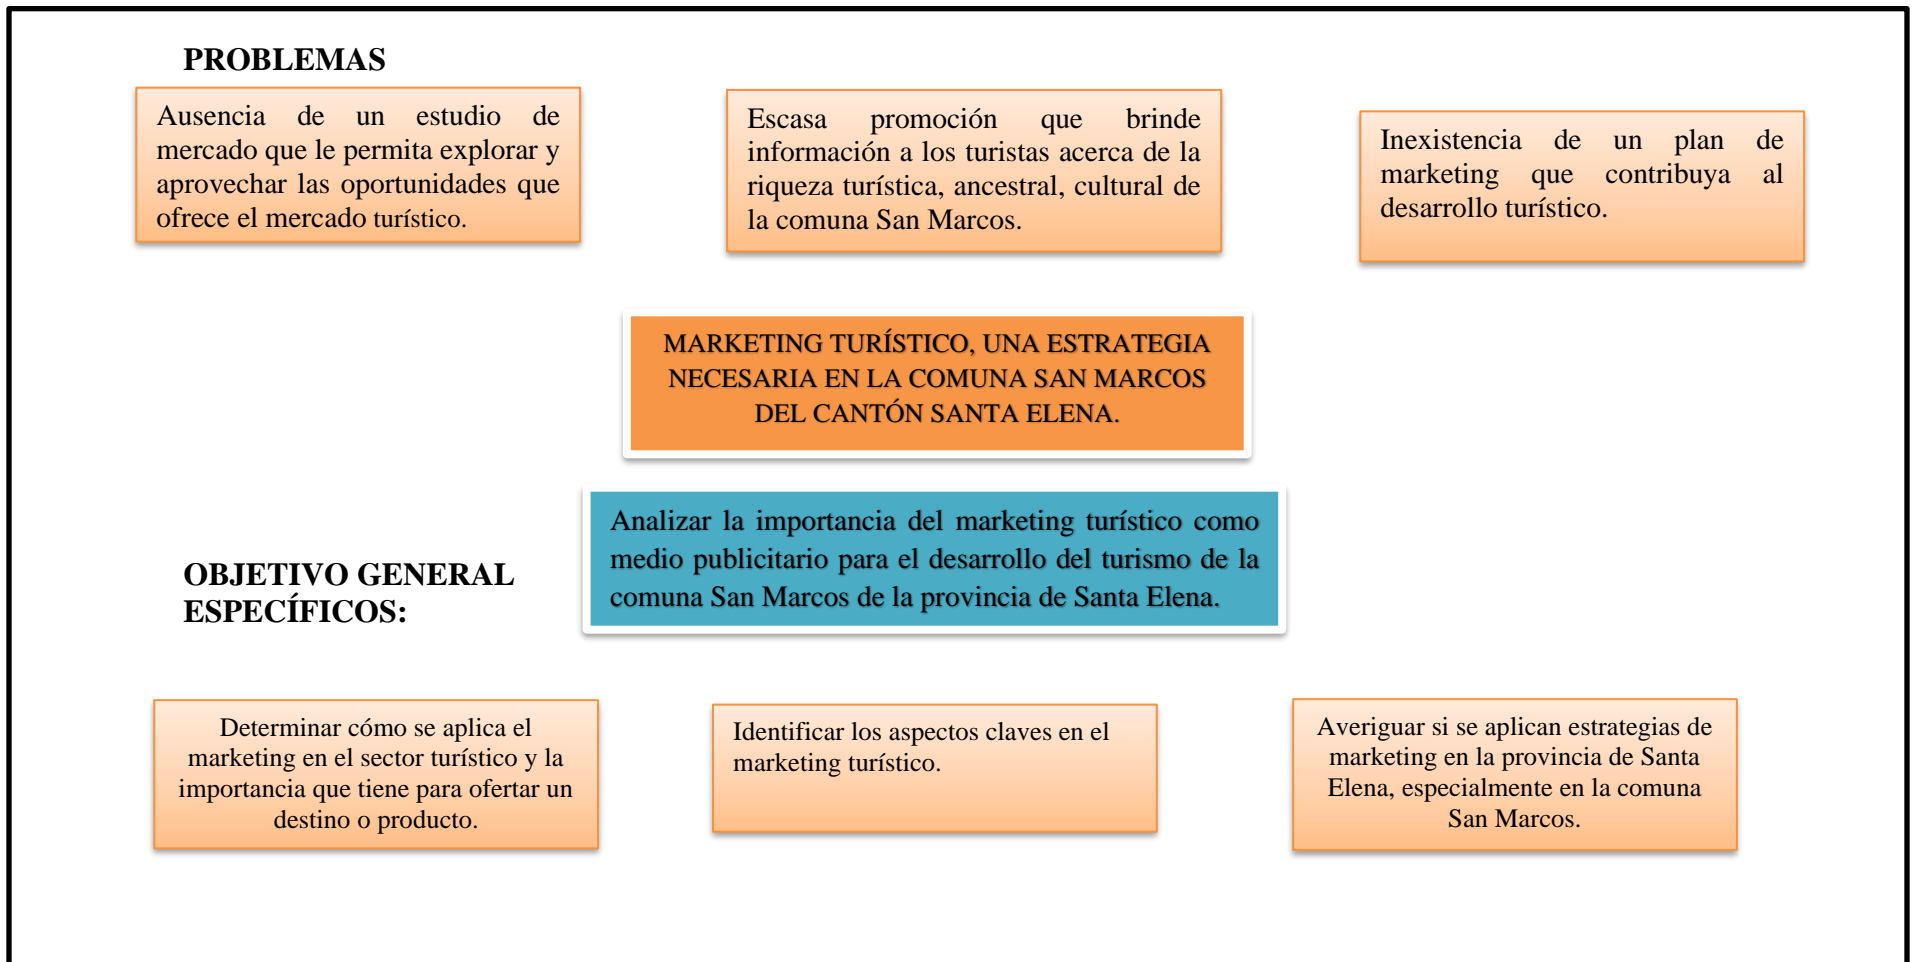 PROBLEMAS
Ausencia de un estudio de
mercado que le permita explorar y
aprovechar las oportunidades que
ofrece el mercado turístico.
Escasa promoción que brinde
información a los turistas acerca de la
riqueza turística, ancestral, cultural de
la comuna San Marcos.
Inexistencia de un plan de
marketing que contribuya al
desarrollo turístico.
MARKETING TURÍSTICO, UNA ESTRATEGIA
NECESARIA EN LA COMUNA SAN MARCOS
DEL CANTÓN SANTA ELENA.
Analizar la importancia del marketing turístico como
medio publicitario para el desarrollo del turismo de la
comuna San Marcos de la provincia de Santa Elena.
OBJETIVO GENERAL
ESPECÍFICOS:
Determinar cómo se aplica el
marketing en el sector turístico y la
importancia que tiene para ofertar un
destino o producto.
Identificar los aspectos claves en el
marketing turístico.
Averiguar si se aplican estrategias de
marketing en la provincia de Santa
Elena, especialmente en la comuna
San Marcos.